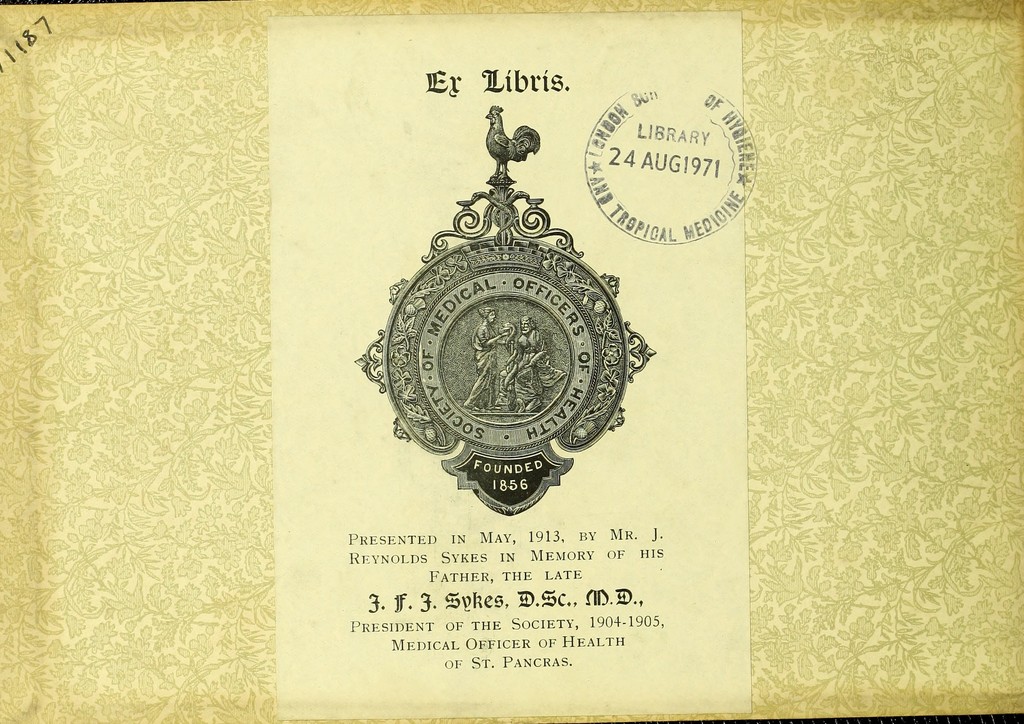 1187
Ex Libris.
LONDON OF HYGIENE
AND TROPICAL MEDICINE
LIBRARY
24 AUG 1971
SOCIETY · OF · MEDICAL · OFFICERS · OF · HEALTH ·
FOUNDED
1856
PRESENTED IN MAY, 1913, BY MR. J.
REYNOLDS SYKES IN MEMORY OF HIS
FATHER, THE LATE
J. F. J. Sykes, D.Sc., M.D.,
PRESIDENT OF THE SOCIETY, 1904-1905,
MEDICAL OFFICER OF HEALTH
OF ST. PANCRAS.